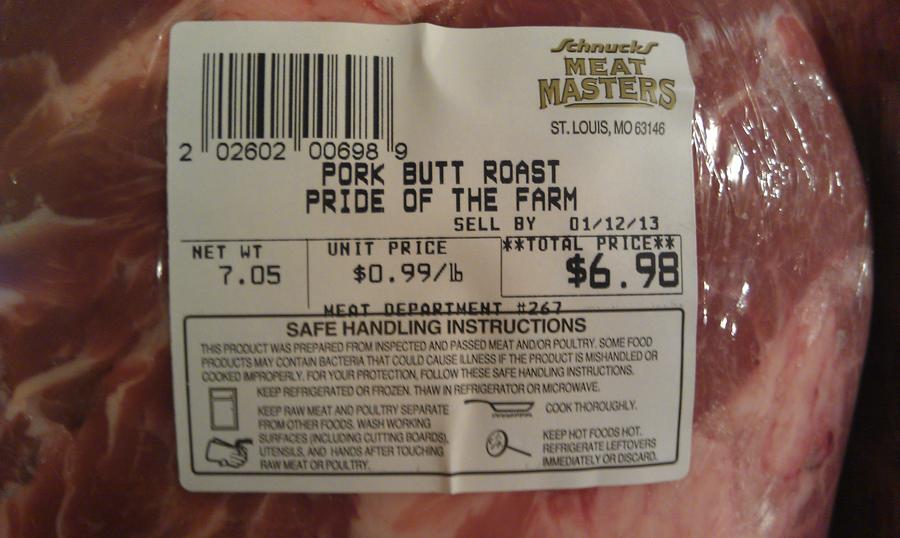 Schnucks
MEAT
MASTERS
ST. LOUIS, MO 63146
2 02602 00698 9
PORK BUTT ROAST
PRIDE OF THE FARM
SELL BY 01/12/13
NET WT UNIT PRICE **TOTAL PRICE**
7.05 $0.99/lb $6.98
MEAT DEPARTMENT #267
SAFE HANDLING INSTRUCTIONS
THIS PRODUCT WAS PREPARED FROM INSPECTED AND PASSED MEAT AND/OR POULTRY. SOME FOOD
PRODUCTS MAY CONTAIN BACTERIA THAT COULD CAUSE ILLNESS IF THE PRODUCT IS MISHANDLED OR
COOKED IMPROPERLY. FOR YOUR PROTECTION, FOLLOW THESE SAFE HANDLING INSTRUCTIONS.
KEEP REFRIGERATED OR FROZEN. THAW IN REFRIGERATOR OR MICROWAVE.
KEEP RAW MEAT AND POULTRY SEPARATE
FROM OTHER FOODS. WASH WORKING
SURFACES (INCLUDING CUTTING BOARDS),
UTENSILS, AND HANDS AFTER TOUCHING
RAW MEAT OR POULTRY.
COOK THOROUGHLY.
KEEP HOT FOODS HOT.
REFRIGERATE LEFTOVERS
IMMEDIATELY OR DISCARD.